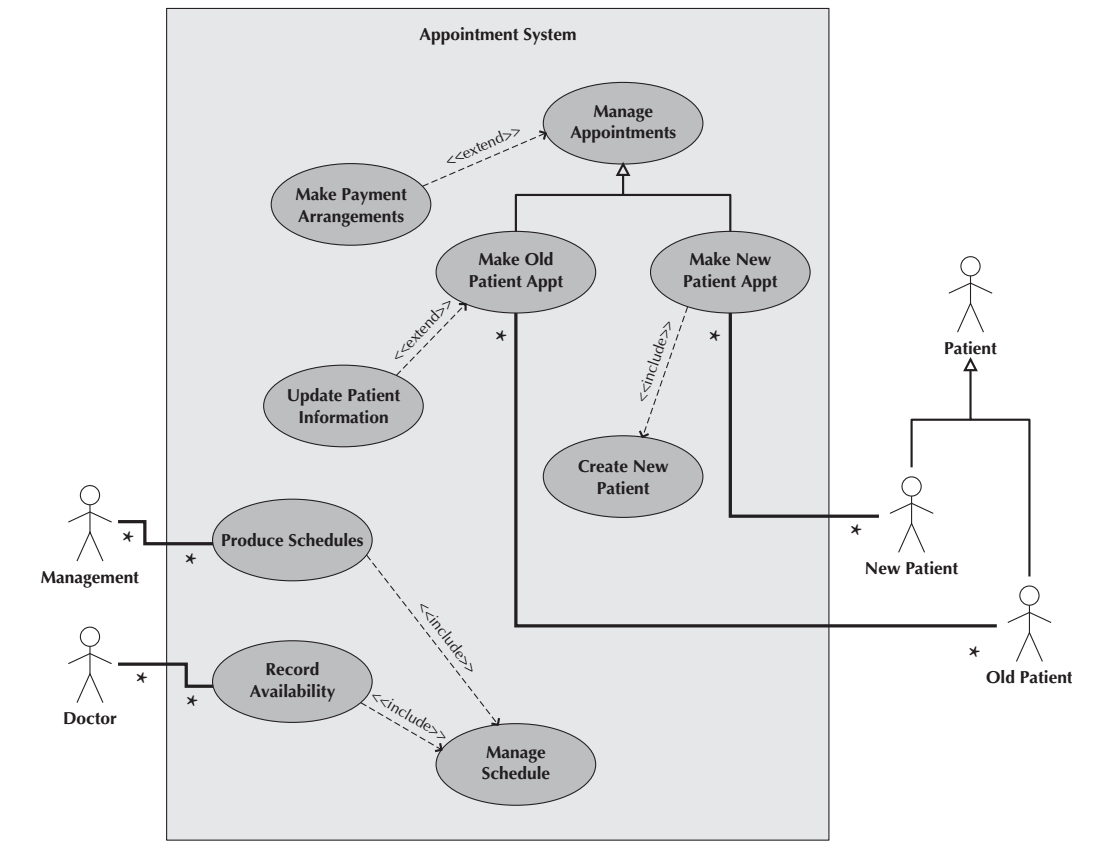 Appointment System
Manage
Appointments
<<extend>>
Make Payment
Arrangements
Make Old
Patient Appt
Make New
Patient Appt
<<extend>>
*
<<include>>
*
Patient
Update Patient
Information
Create New
Patient
*
Produce Schedules
*
Management
*
New Patient
<<include>>
Record
Availability
*
*
Doctor
*
Old Patient
<<include>>
Manage
Schedule